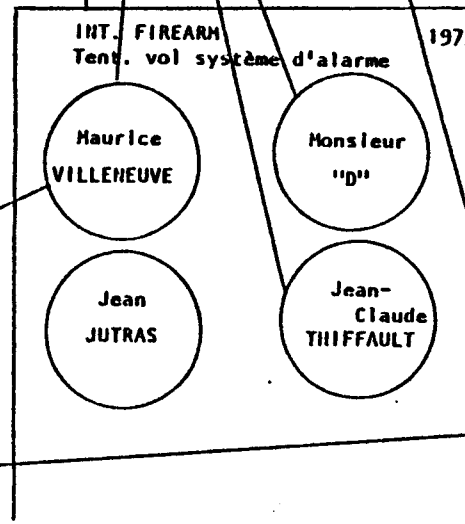 INT. FIREARM
197
Tent. vol système d'alarme
Maurice
VILLENEUVE
Monsieur
"D"
Jean
JUTRAS
Jean-
Claude
THIFFAULT